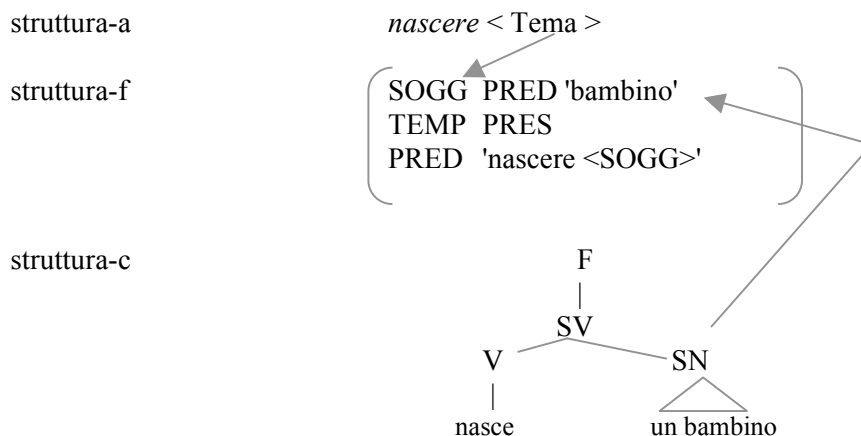 struttura-a nascere < Tema >
struttura-f SOGG PRED 'bambino'
TEMP PRES
PRED 'nascere <SOGG>'
struttura-c F
SV
V SN
nasce un bambino